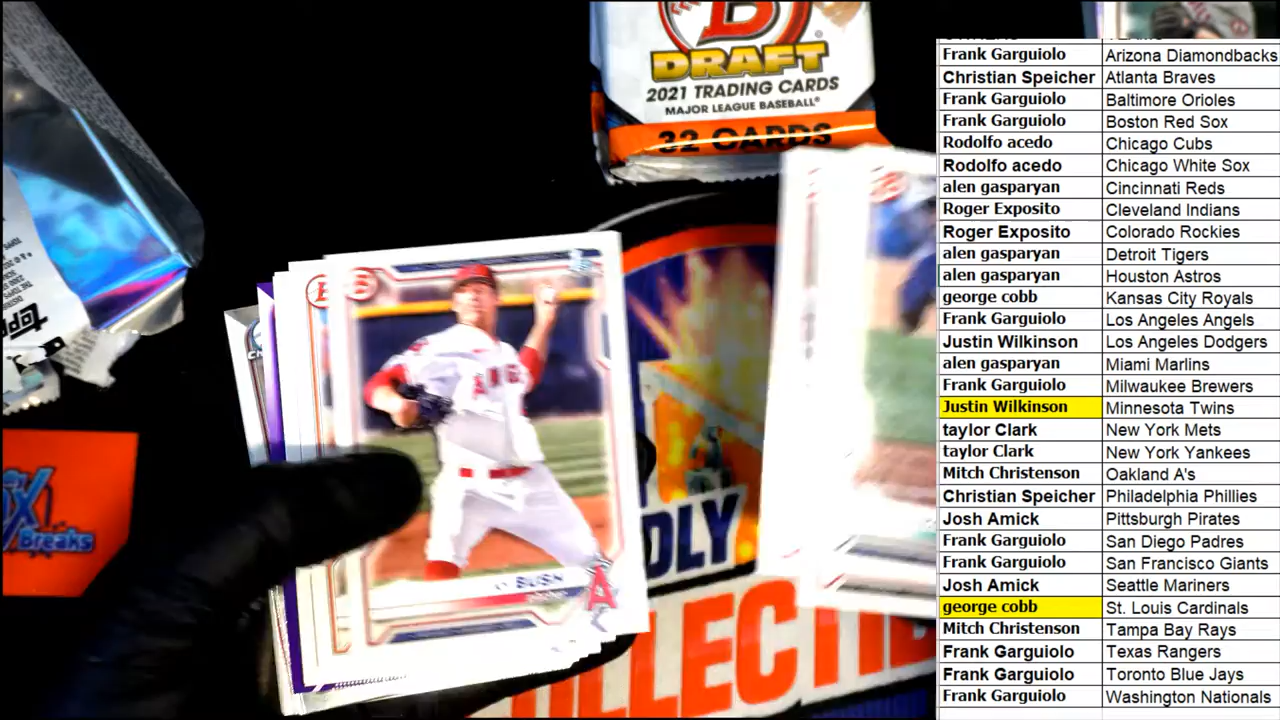 B
DRAFT
2021 TRADING CARDS
MAJOR LEAGUE BASEBALL®
32 CARDS
B
B
ANGE
BUSH
pitcher
A
topps
Breaks
DLY
COLLECTI
Frank Garguiolo Arizona Diamondbacks
Christian Speicher Atlanta Braves
Frank Garguiolo Baltimore Orioles
Frank Garguiolo Boston Red Sox
Rodolfo acedo Chicago Cubs
Rodolfo acedo Chicago White Sox
alen gasparyan Cincinnati Reds
Roger Exposito Cleveland Indians
Roger Exposito Colorado Rockies
alen gasparyan Detroit Tigers
alen gasparyan Houston Astros
george cobb Kansas City Royals
Frank Garguiolo Los Angeles Angels
Justin Wilkinson Los Angeles Dodgers
alen gasparyan Miami Marlins
Frank Garguiolo Milwaukee Brewers
Justin Wilkinson Minnesota Twins
taylor Clark New York Mets
taylor Clark New York Yankees
Mitch Christenson Oakland A's
Christian Speicher Philadelphia Phillies
Josh Amick Pittsburgh Pirates
Frank Garguiolo San Diego Padres
Frank Garguiolo San Francisco Giants
Josh Amick Seattle Mariners
george cobb St. Louis Cardinals
Mitch Christenson Tampa Bay Rays
Frank Garguiolo Texas Rangers
Frank Garguiolo Toronto Blue Jays
Frank Garguiolo Washington Nationals